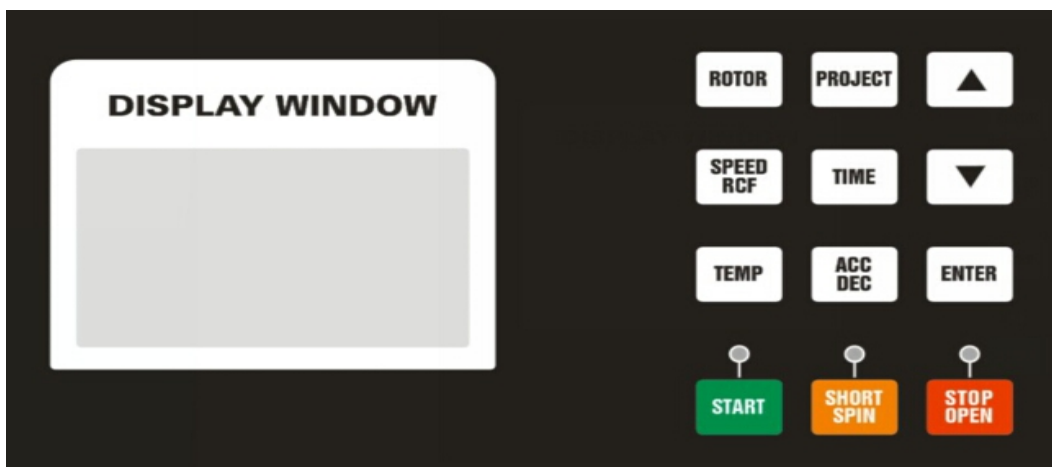 DISPLAY WINDOW
ROTOR
PROJECT
▲
SPEED
RCF
TIME
▼
TEMP
ACC
DEC
ENTER
START
SHORT
SPIN
STOP
OPEN